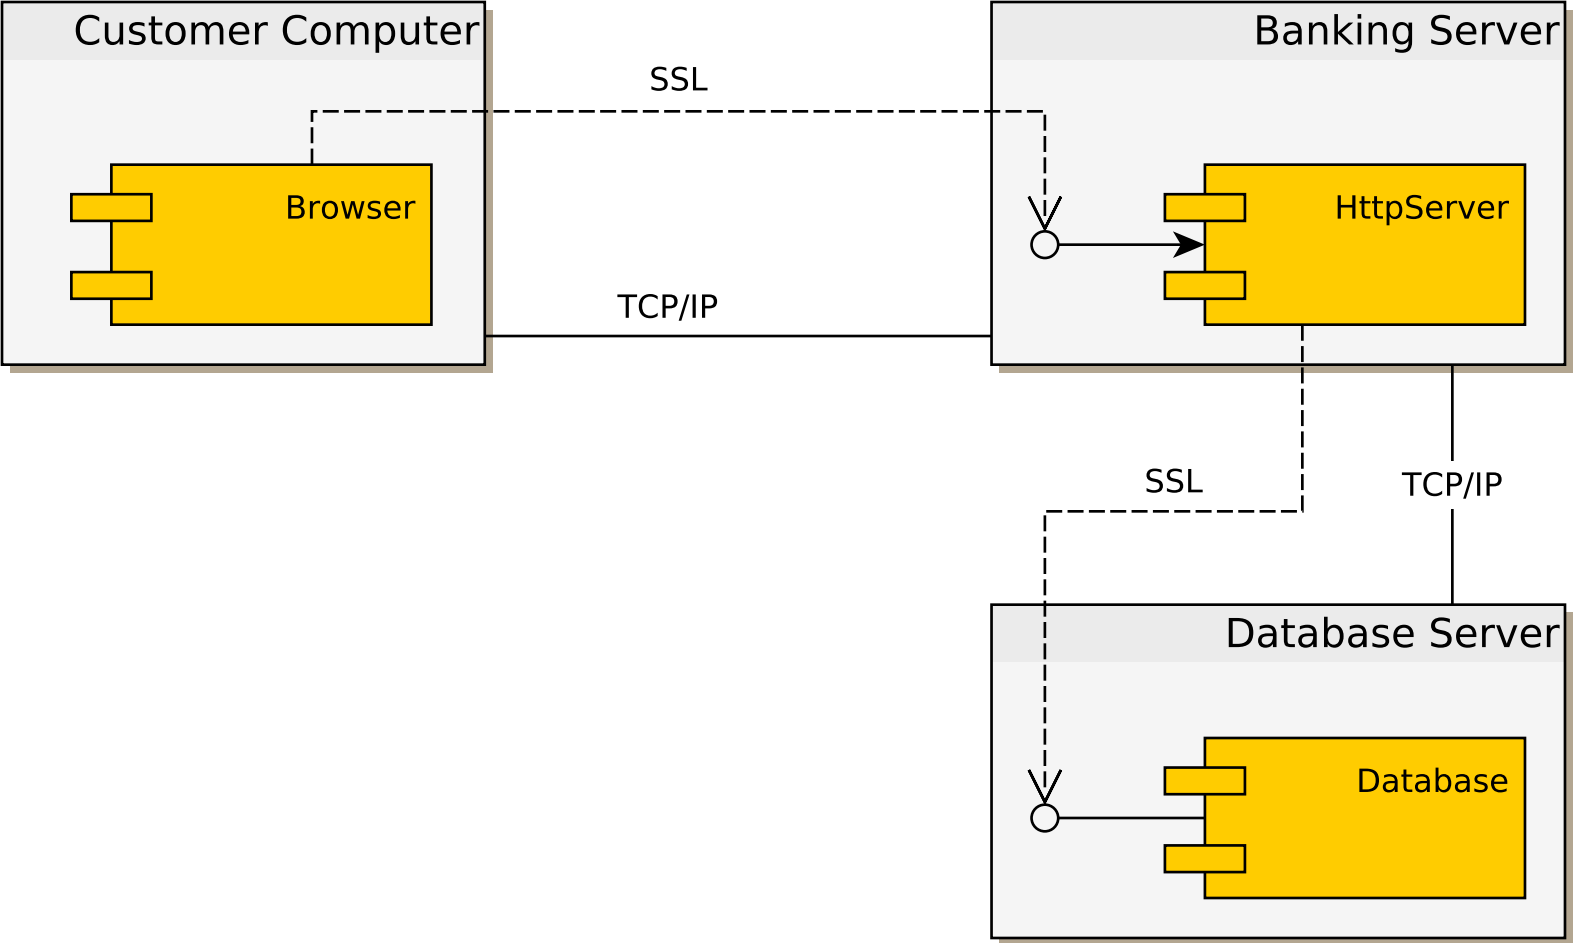 Customer Computer
Banking Server
SSL
Browser
HttpServer
TCP/IP
SSL
TCP/IP
Database Server
Database